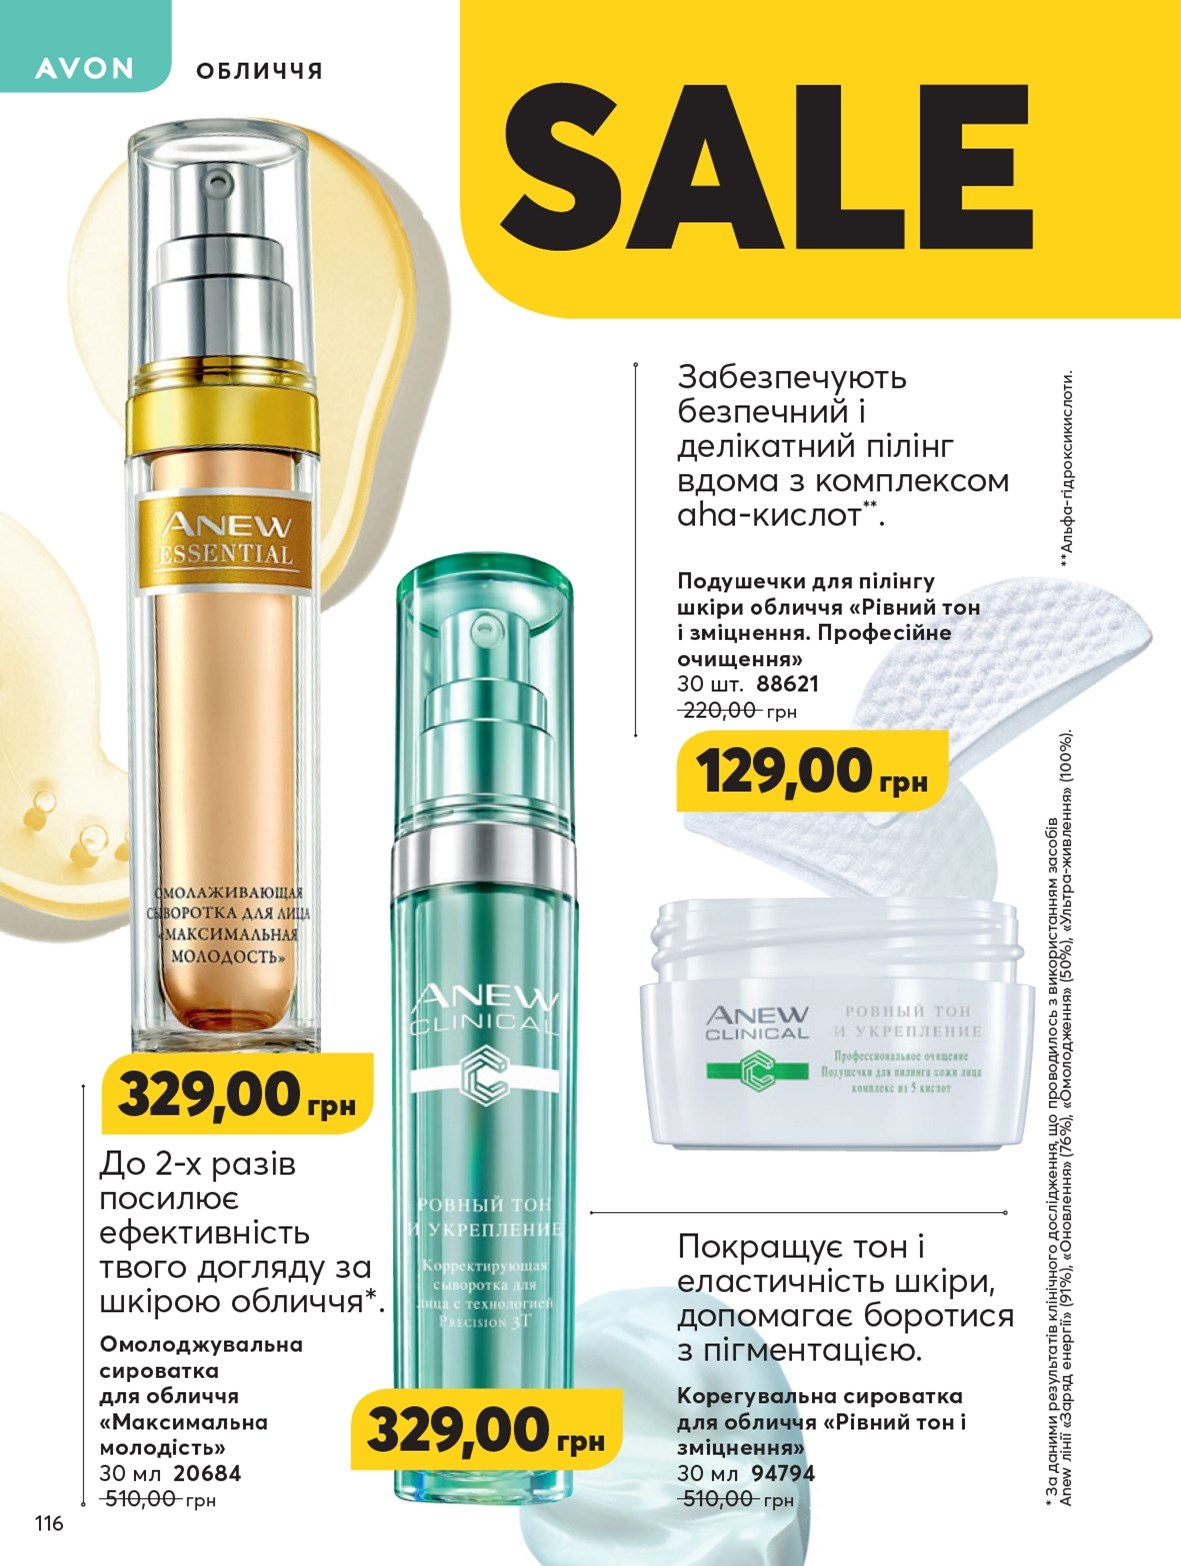 AVON
ОБЛИЧЧЯ
SALE
ANEW
ESSENTIAL
ОМОЛАЖИВАЮЩАЯ
СЫВОРОТКА ДЛЯ ЛИЦА
«МАКСИМАЛЬНАЯ
МОЛОДОСТЬ»
329,00 грн
До 2-х разів
посилює
ефективність
твого догляду за
шкірою обличчя*.
Омолоджувальна
сироватка
для обличчя
«Максимальна
молодість»
30 мл 20684
510,00 грн
Забезпечують
безпечний і
делікатний пілінг
вдома з комплексом
aha-кислот**.
Подушечки для пілінгу
шкіри обличчя «Рівний тон
і зміцнення. Професійне
очищення»
30 шт. 88621
220,00 грн
129,00 грн
ANEW
CLINICAL
РОВНЫЙ ТОН
И УКРЕПЛЕНИЕ
Профессиональное очищение
Подушечки для пилинга кожи лица
комплекс из 5 кислот
ANEW
CLINICAL
РОВНЫЙ ТОН
И УКРЕПЛЕНИЕ
Корректирующая
сыворотка для
лица с технологией
PRECISION 3T
329,00 грн
Покращує тон і
еластичність шкіри,
допомагає боротися
з пігментацією.
Корегувальна сироватка
для обличчя «Рівний тон і
зміцнення»
30 мл 94794
510,00 грн
**Альфа-гідроксикислоти.
* За даними результатів клінічного дослідження, що проводилось з використанням засобів
Anew лінії «Заряд енергії» (91%), «Оновлення» (76%), «Омолодження» (50%), «Ультра-живлення» (100%).
116